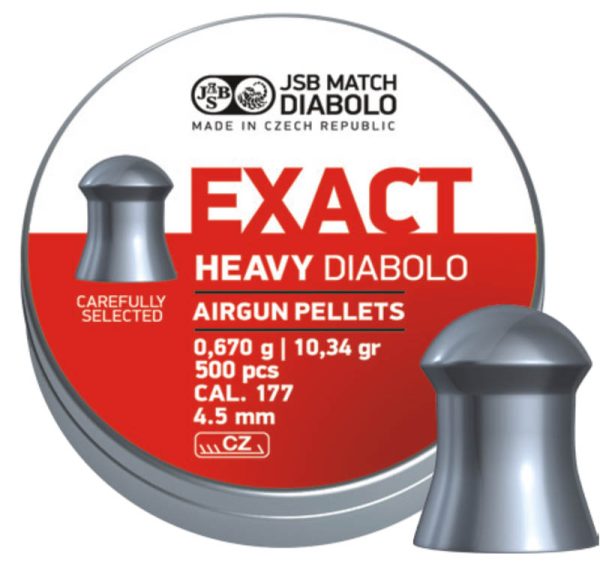 JSB
JSB MATCH
DIABOLO
MADE IN CZECH REPUBLIC
EXACT
HEAVY DIABOLO
CAREFULLY
SELECTED
AIRGUN PELLETS
0,670 g | 10,34 gr
500 pcs
CAL. 177
4.5 mm
CZ